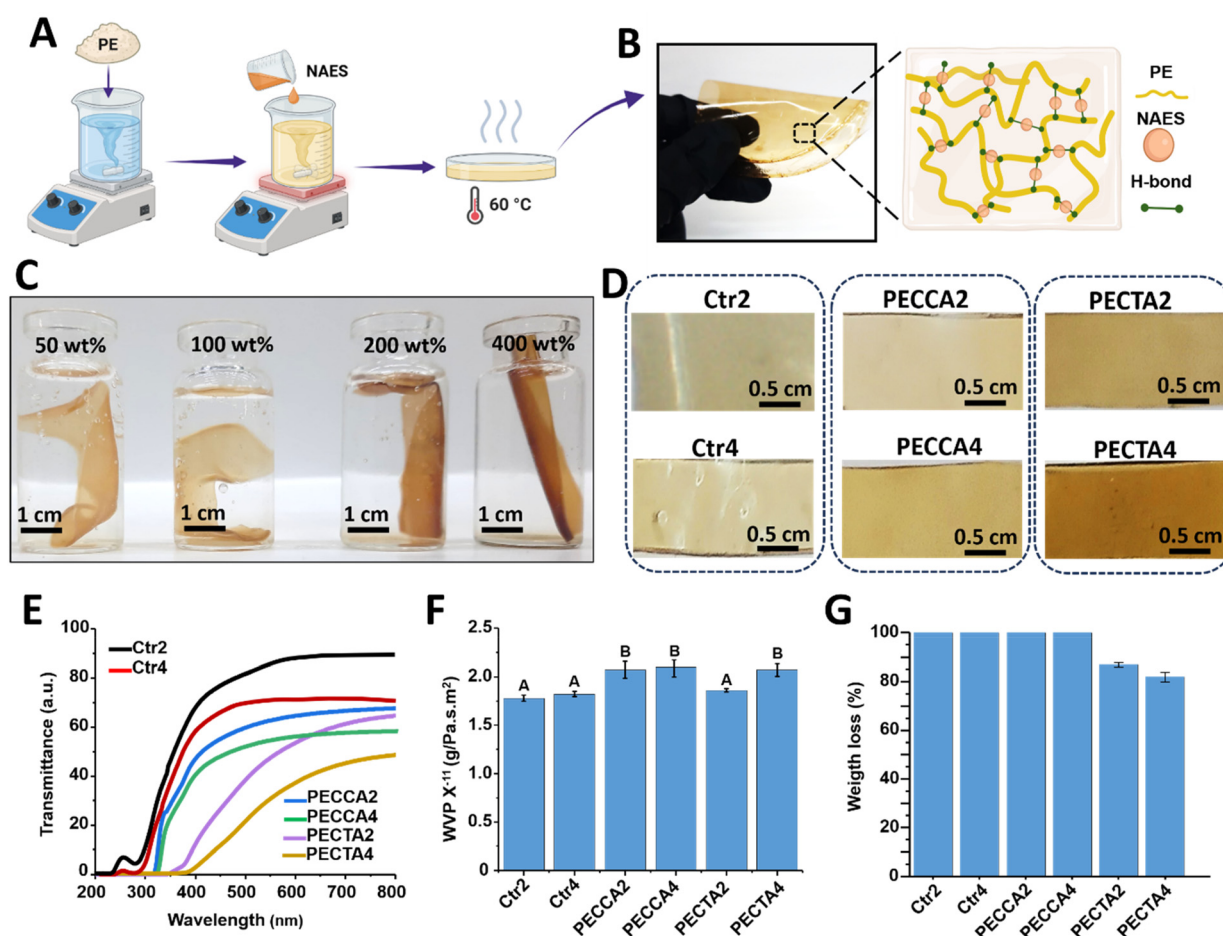 A
PE
NAES
60 °C
B
PE
NAES
H-bond
C
50 wt%
100 wt%
200 wt%
400 wt%
1 cm
1 cm
1 cm
1 cm
D
Ctr2
PECCA2
PECTA2
0.5 cm
0.5 cm
0.5 cm
Ctr4
PECCA4
PECTA4
0.5 cm
0.5 cm
0.5 cm
E
Transmittance (a.u.)
100
80
60
40
20
0
Ctr2
Ctr4
PECCA2
PECCA4
PECTA2
PECTA4
200 300 400 500 600 700 800
Wavelength (nm)
F
WVP X⁻¹¹ (g/Pa.s.m²)
2.5
2.0
1.5
1
0.5
0
A
A
B
B
A
B
Ctr2
Ctr4
PECCA2
PECCA4
PECTA2
PECTA4
G
Weigth loss (%)
100
80
60
40
20
0
Ctr2
Ctr4
PECCA2
PECCA4
PECTA2
PECTA4